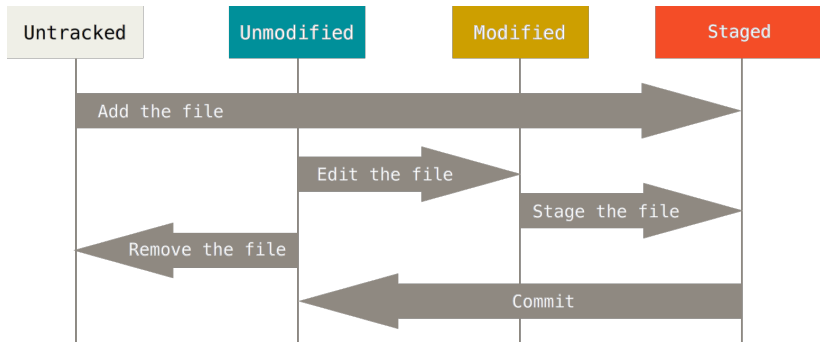 Untracked
Unmodified
Modified
Staged
Add the file
Edit the file
Stage the file
Remove the file
Commit